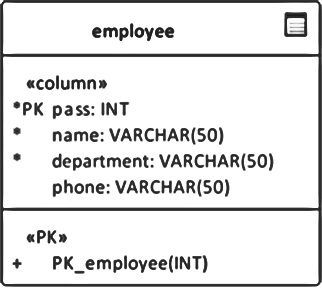 employee
«column»
*PK pass: INT
* name: VARCHAR(50)
* department: VARCHAR(50)
phone: VARCHAR(50)
«PK»
+ PK_employee(INT)